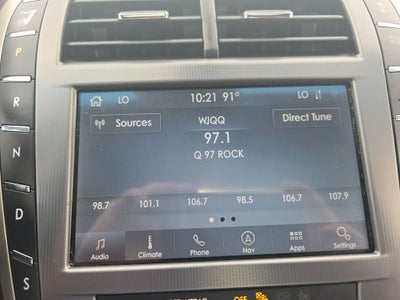 P
R
N
D
S
LO 10:21 91° LO
Sources WJQQ Direct Tune
97.1
Q 97 ROCK
98.7 101.1 106.7 98.5 106.7 107.9
Audio Climate Phone Nav Apps Settings
OFF